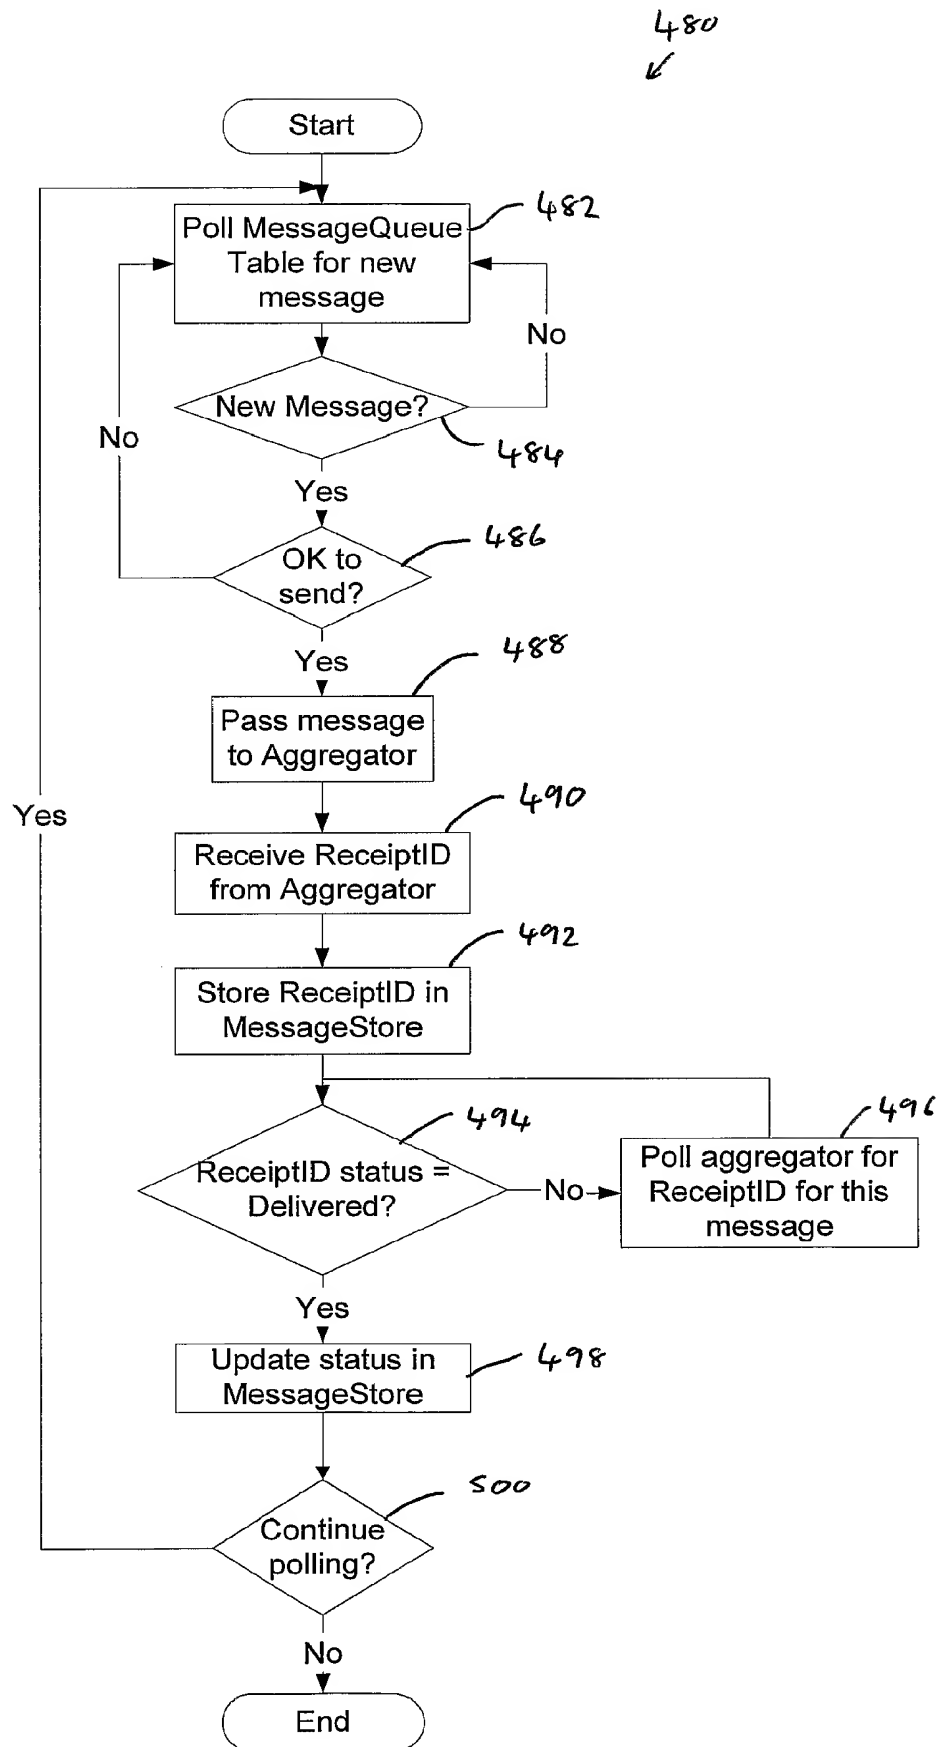 480
Start
482
Poll MessageQueue
Table for new
message
No
New Message?
No
484
Yes
486
OK to
send?
Yes
488
Pass message
to Aggregator
490
Yes
Receive ReceiptID
from Aggregator
492
Store ReceiptID in
MessageStore
494
496
ReceiptID status =
Delivered?
No
Poll aggregator for
ReceiptID for this
message
Yes
498
Update status in
MessageStore
500
Continue
polling?
No
End